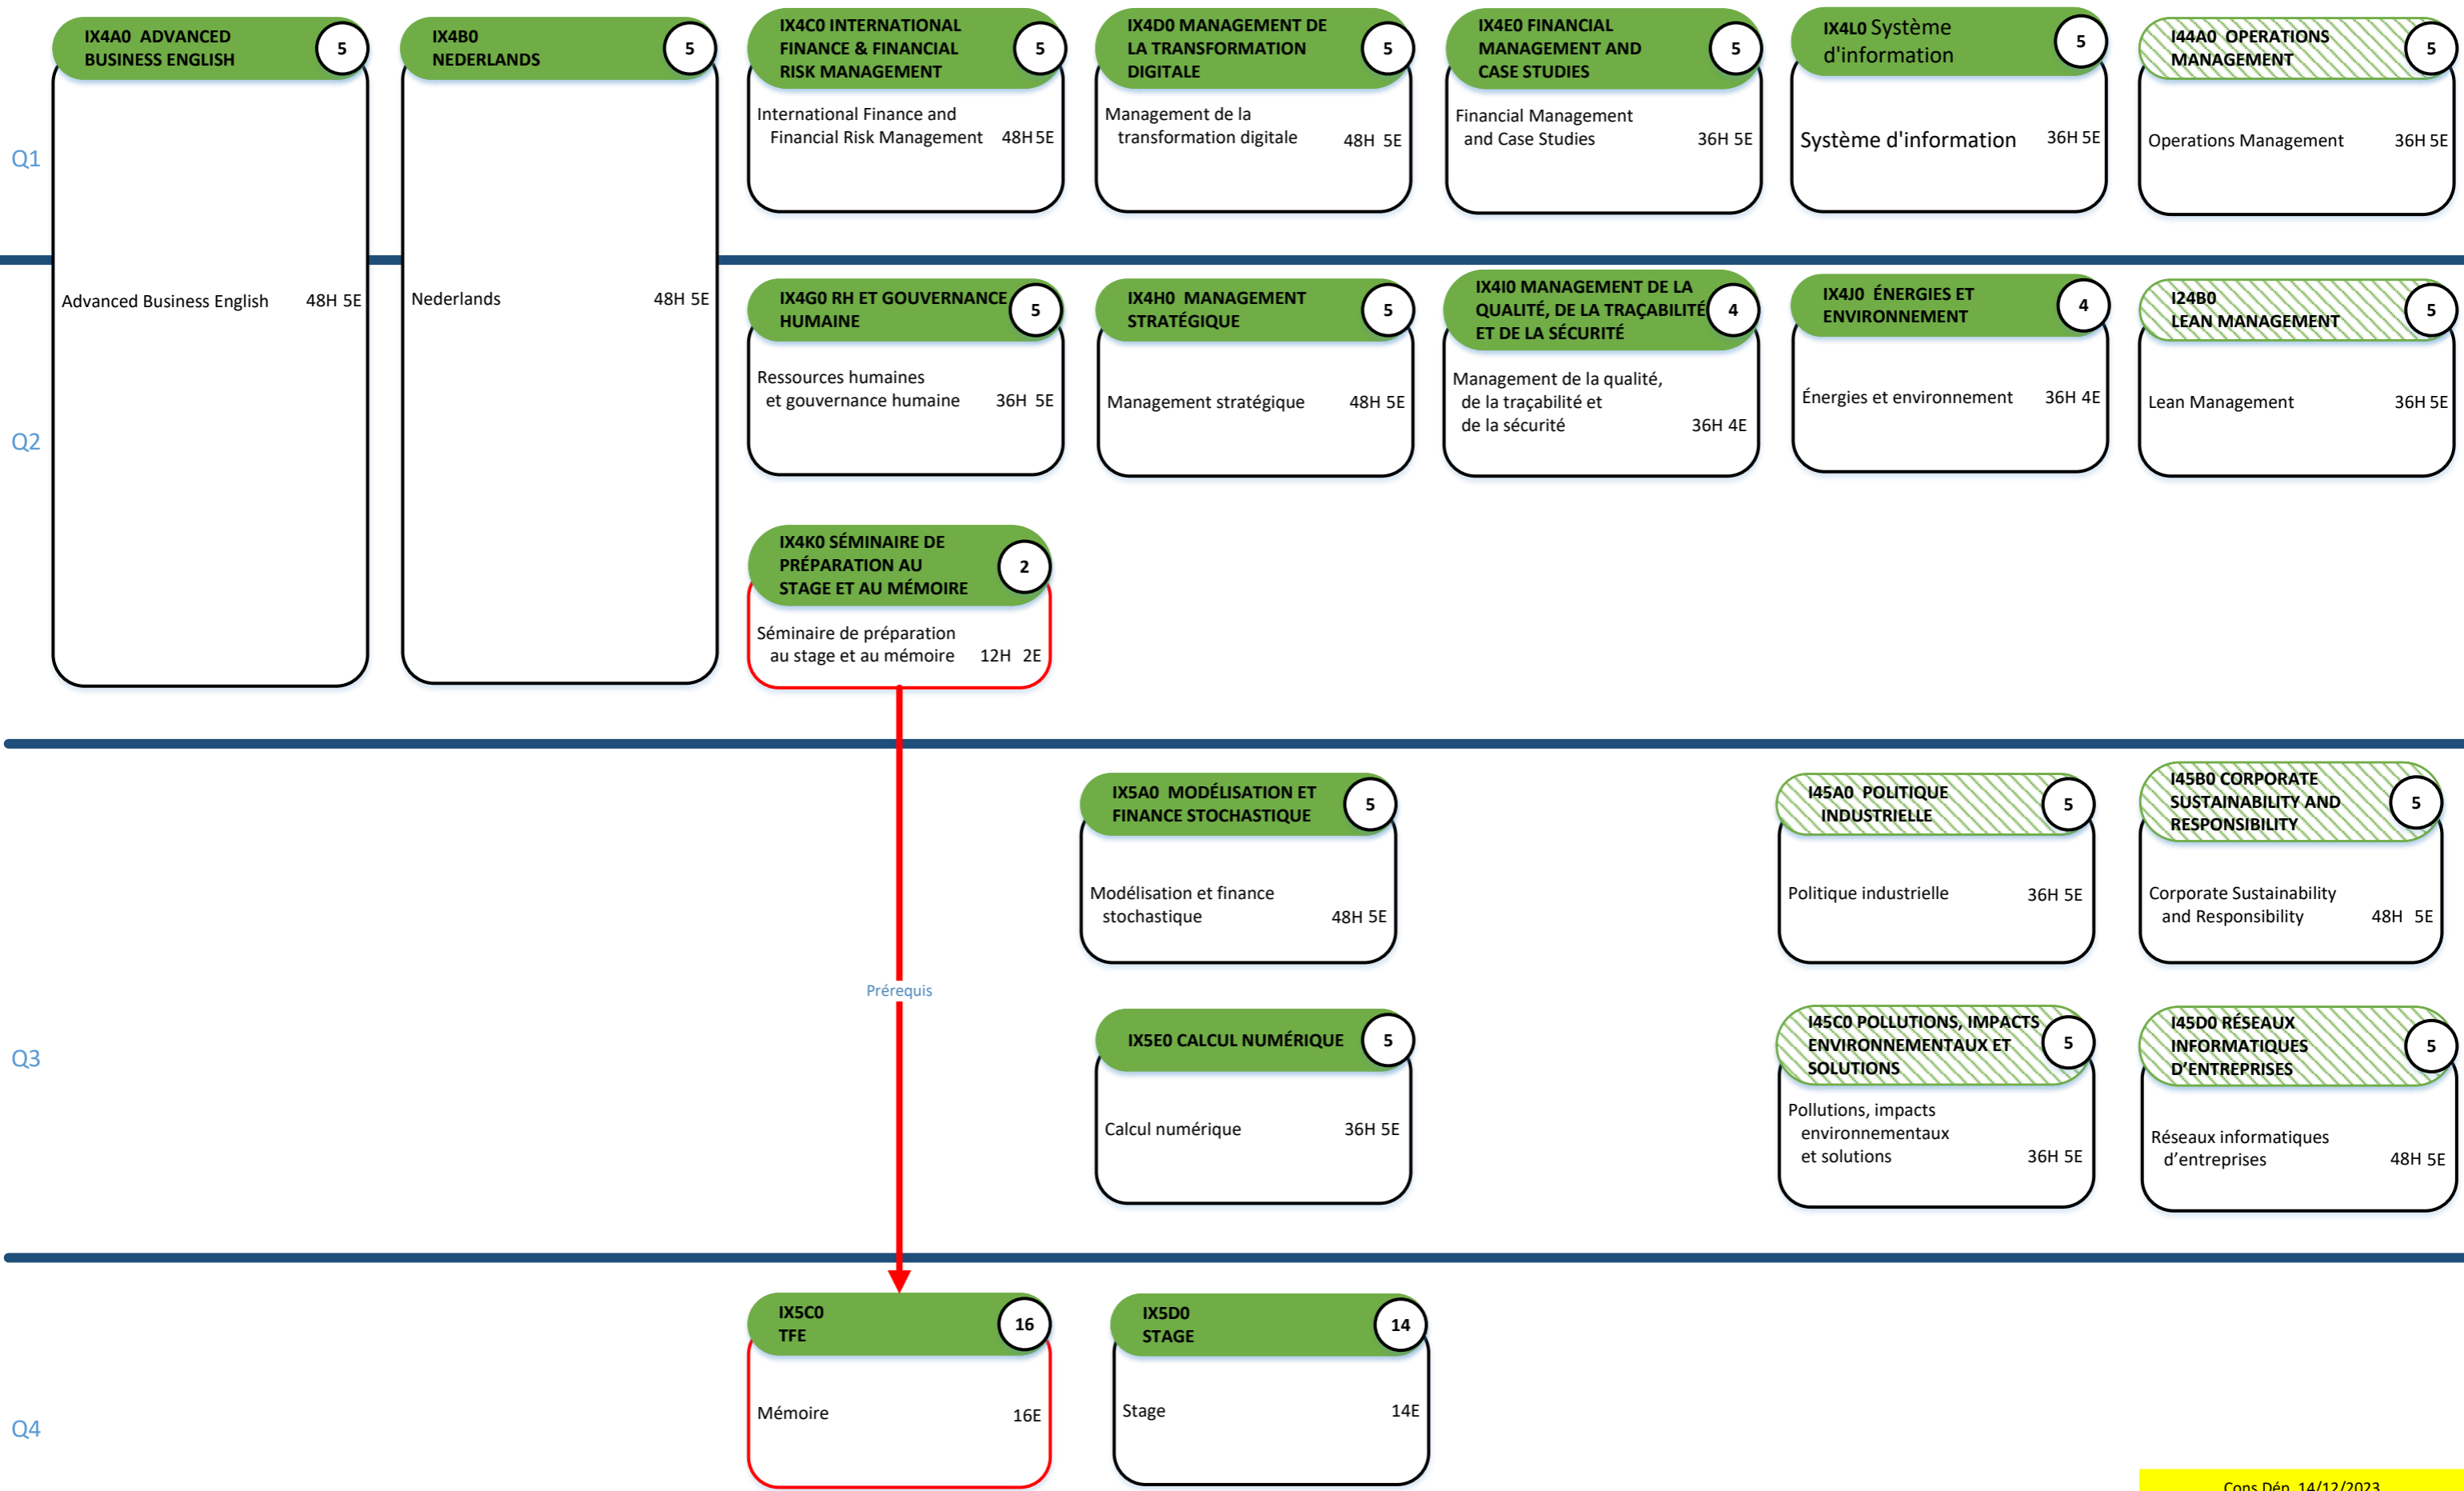 IX4A0 ADVANCED
BUSINESS ENGLISH
5
IX4B0
NEDERLANDS
5
IX4C0 INTERNATIONAL
FINANCE & FINANCIAL
RISK MANAGEMENT
5
IX4D0 MANAGEMENT DE
LA TRANSFORMATION
DIGITALE
5
IX4E0 FINANCIAL
MANAGEMENT AND
CASE STUDIES
5
IX4L0 Système
d'information
5
I44A0 OPERATIONS
MANAGEMENT
5
Q1
International Finance and
Financial Risk Management 48H 5E
Management de la
transformation digitale 48H 5E
Financial Management
and Case Studies 36H 5E
Système d'information 36H 5E
Operations Management 36H 5E
Advanced Business English 48H 5E
Nederlands 48H 5E
Q2
IX4G0 RH ET GOUVERNANCE
HUMAINE
5
IX4H0 MANAGEMENT
STRATÉGIQUE
5
IX4I0 MANAGEMENT DE LA
QUALITÉ, DE LA TRAÇABILITÉ
ET DE LA SÉCURITÉ
4
IX4J0 ÉNERGIES ET
ENVIRONNEMENT
4
I24B0
LEAN MANAGEMENT
5
Ressources humaines
et gouvernance humaine 36H 5E
Management stratégique 48H 5E
Management de la qualité,
de la traçabilité et
de la sécurité 36H 4E
Énergies et environnement 36H 4E
Lean Management 36H 5E
IX4K0 SÉMINAIRE DE
PRÉPARATION AU
STAGE ET AU MÉMOIRE
2
Séminaire de préparation
au stage et au mémoire 12H 2E
Prérequis
Q3
IX5A0 MODÉLISATION ET
FINANCE STOCHASTIQUE
5
I45A0 POLITIQUE
INDUSTRIELLE
5
I45B0 CORPORATE
SUSTAINABILITY AND
RESPONSIBILITY
5
Modélisation et finance
stochastique 48H 5E
Politique industrielle 36H 5E
Corporate Sustainability
and Responsibility 48H 5E
IX5E0 CALCUL NUMÉRIQUE
5
I45C0 POLLUTIONS, IMPACTS
ENVIRONNEMENTAUX ET
SOLUTIONS
5
I45D0 RÉSEAUX
INFORMATIQUES
D’ENTREPRISES
5
Calcul numérique 36H 5E
Pollutions, impacts
environnementaux
et solutions 36H 5E
Réseaux informatiques
d’entreprises 48H 5E
Q4
IX5C0
TFE
16
IX5D0
STAGE
14
Mémoire 16E
Stage 14E
Cons Dép. 14/12/2023